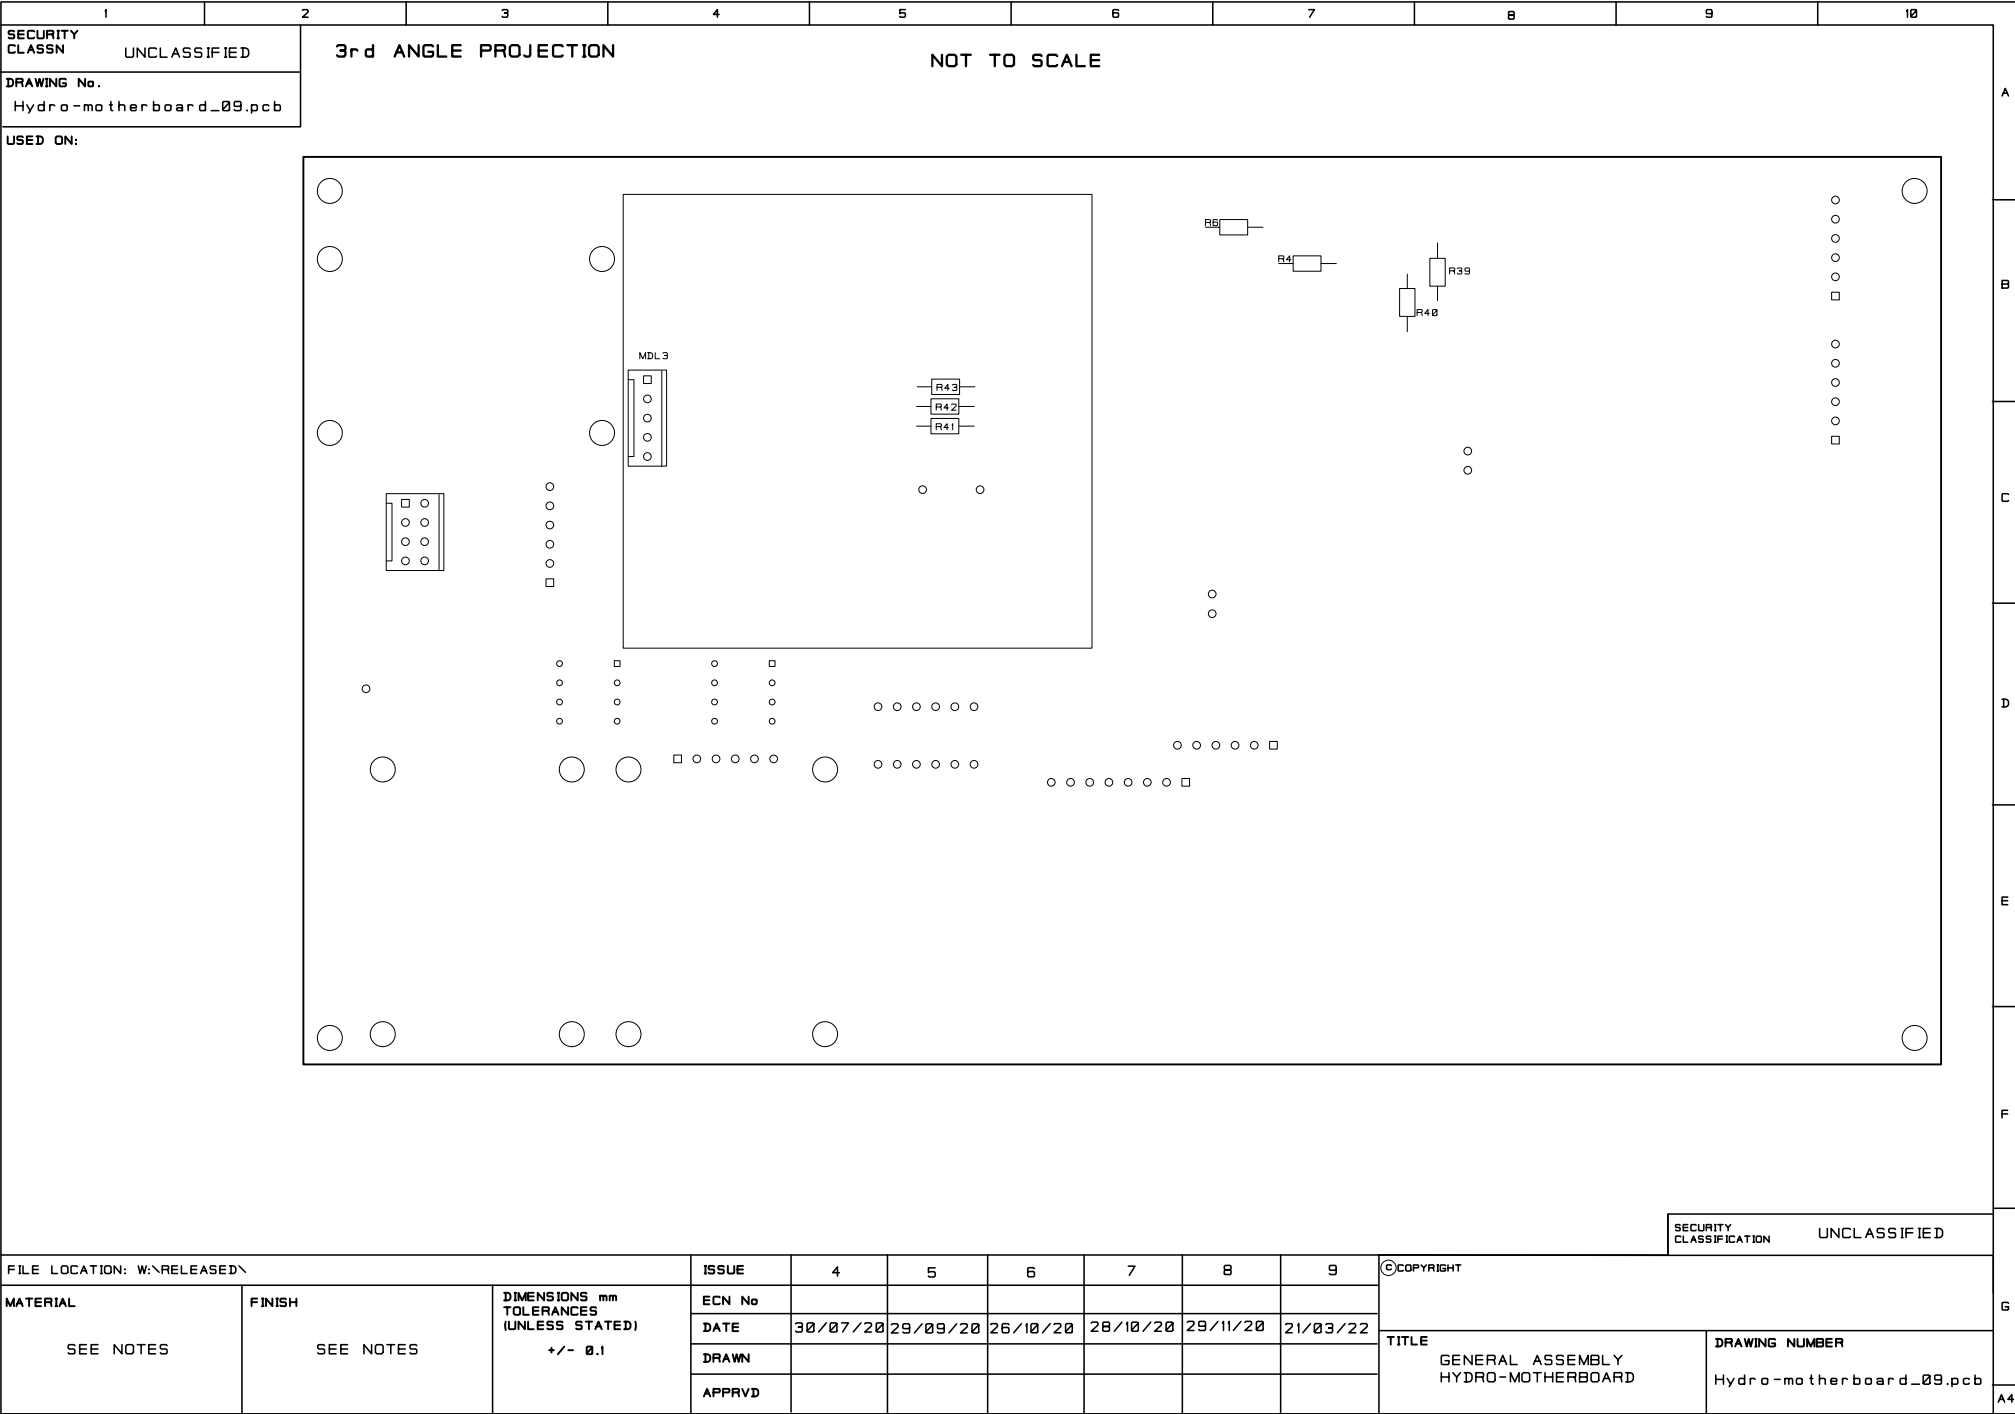 1 2 3 4 5 6 7 8 9 10
SECURITY
CLASSN UNCLASSIFIED
3rd ANGLE PROJECTION
NOT TO SCALE
DRAWING No.
Hydro-motherboard_09.pcb
USED ON:
A
B
C
D
E
F
G
A4
R6
R4
R39
R40
MDL3
R43
R42
R41
SECURITY
CLASSIFICATION UNCLASSIFIED
FILE LOCATION: W:\RELEASED\
MATERIAL
SEE NOTES
FINISH
SEE NOTES
DIMENSIONS mm
TOLERANCES
(UNLESS STATED)
+/- 0.1
ISSUE 4 5 6 7 8 9
ECN No
DATE 30/07/20 29/09/20 26/10/20 28/10/20 29/11/20 21/03/22
DRAWN
APPRVD
©COPYRIGHT
TITLE
GENERAL ASSEMBLY
HYDRO-MOTHERBOARD
DRAWING NUMBER
Hydro-motherboard_09.pcb